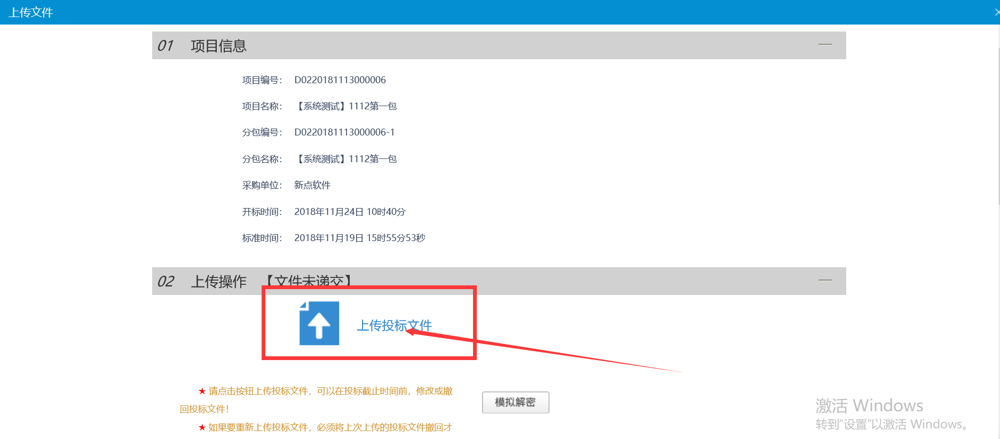 上传文件
01 项目信息
项目编号： D0220181113000006
项目名称： 【系统测试】1112第一包
分包编号： D0220181113000006-1
分包名称： 【系统测试】1112第一包
采购单位： 新点软件
开标时间： 2018年11月24日 10时40分
标准时间： 2018年11月19日 15时55分53秒
02 上传操作 【文件未递交】
上传投标文件
★ 请点击按钮上传投标文件，可以在投标截止时间前，修改或撤
回投标文件！
★ 如果要重新上传投标文件，必须将上次上传的投标文件撤回才
模拟解密
激活 Windows
转到“设置”以激活 Windows。